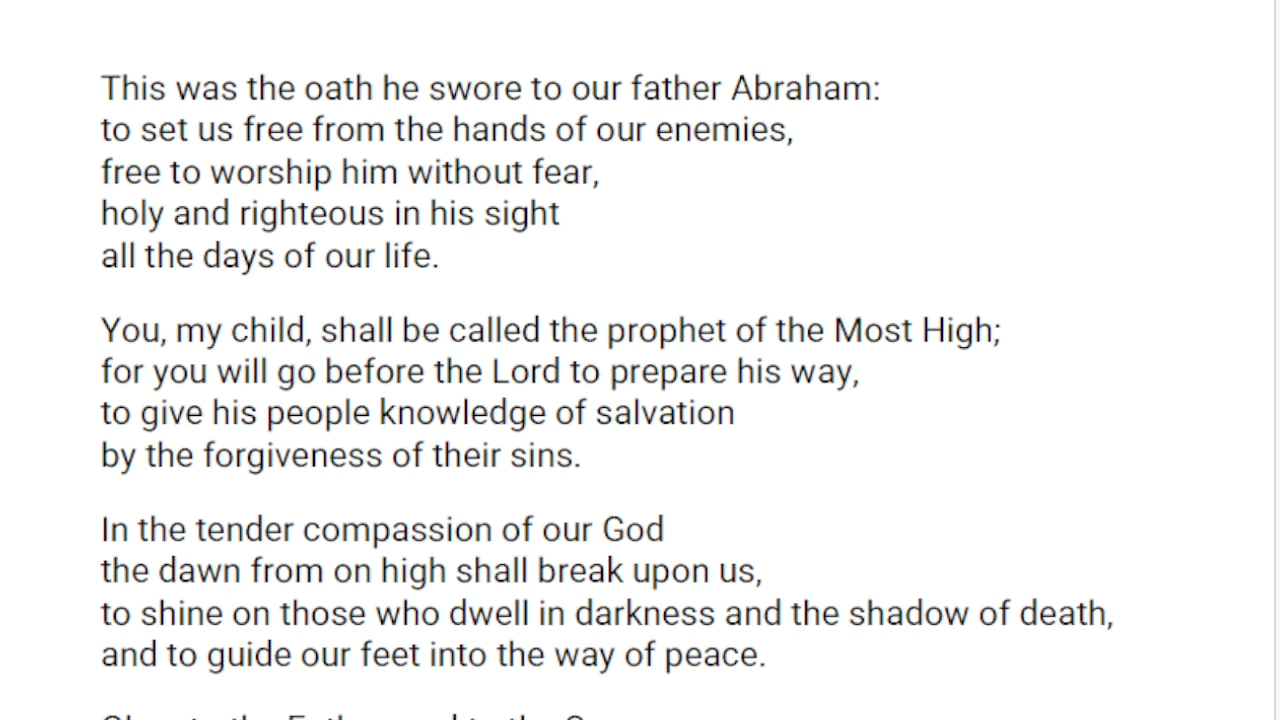 This was the oath he swore to our father Abraham:
to set us free from the hands of our enemies,
free to worship him without fear,
holy and righteous in his sight
all the days of our life.
You, my child, shall be called the prophet of the Most High;
for you will go before the Lord to prepare his way,
to give his people knowledge of salvation
by the forgiveness of their sins.
In the tender compassion of our God
the dawn from on high shall break upon us,
to shine on those who dwell in darkness and the shadow of death,
and to guide our feet into the way of peace.